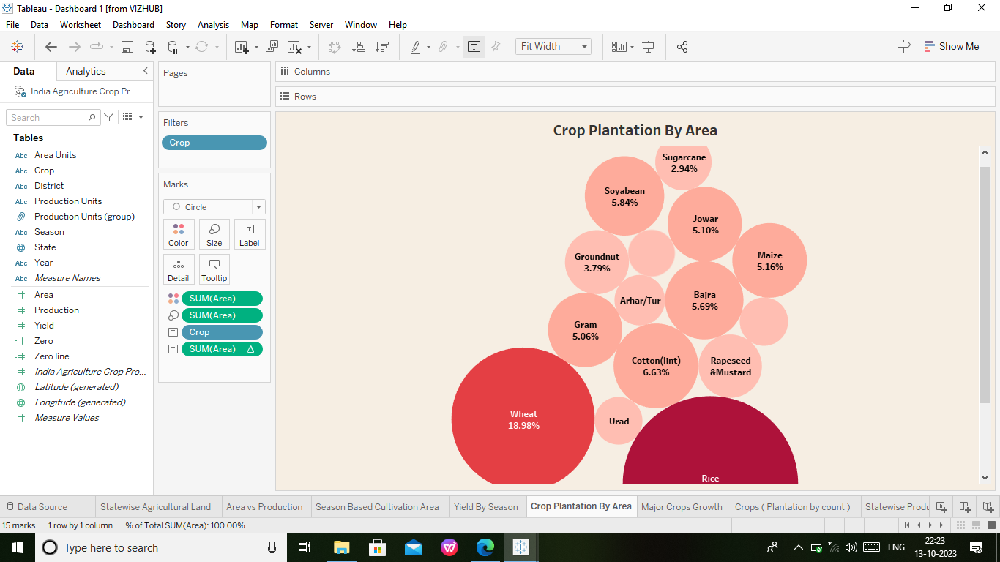 Tableau - Dashboard 1 [from VIZHUB]
File Data Worksheet Dashboard Story Analysis Map Format Server Window Help
Fit Width
Show Me
Data Analytics
India Agriculture Crop Pr...
Search
Tables
Abc Area Units
Abc Crop
Abc District
Abc Production Units
Production Units (group)
Abc Season
State
Abc Year
Abc Measure Names
Area
Production
Yield
Zero
Zero line
India Agriculture Crop Pro...
Latitude (generated)
Longitude (generated)
Measure Values
Pages
Filters
Crop
Marks
Circle
Color Size Label
Detail Tooltip
SUM(Area)
SUM(Area)
Crop
SUM(Area) Δ
Columns
Rows
Crop Plantation By Area
Sugarcane
2.94%
Soyabean
5.84%
Jowar
5.10%
Groundnut
3.79%
Maize
5.16%
Arhar/Tur
Bajra
5.69%
Gram
5.06%
Cotton(lint)
6.63%
Rapeseed
&Mustard
Wheat
18.98%
Urad
Rice
Data Source Statewise Agricultural Land Area vs Production Season Based Cultivation Area Yield By Season Crop Plantation By Area Major Crops Growth Crops ( Plantation by count ) Statewise Produ
15 marks 1 row by 1 column % of Total SUM(Area): 100.00%
Type here to search
ENG
22:23
13-10-2023